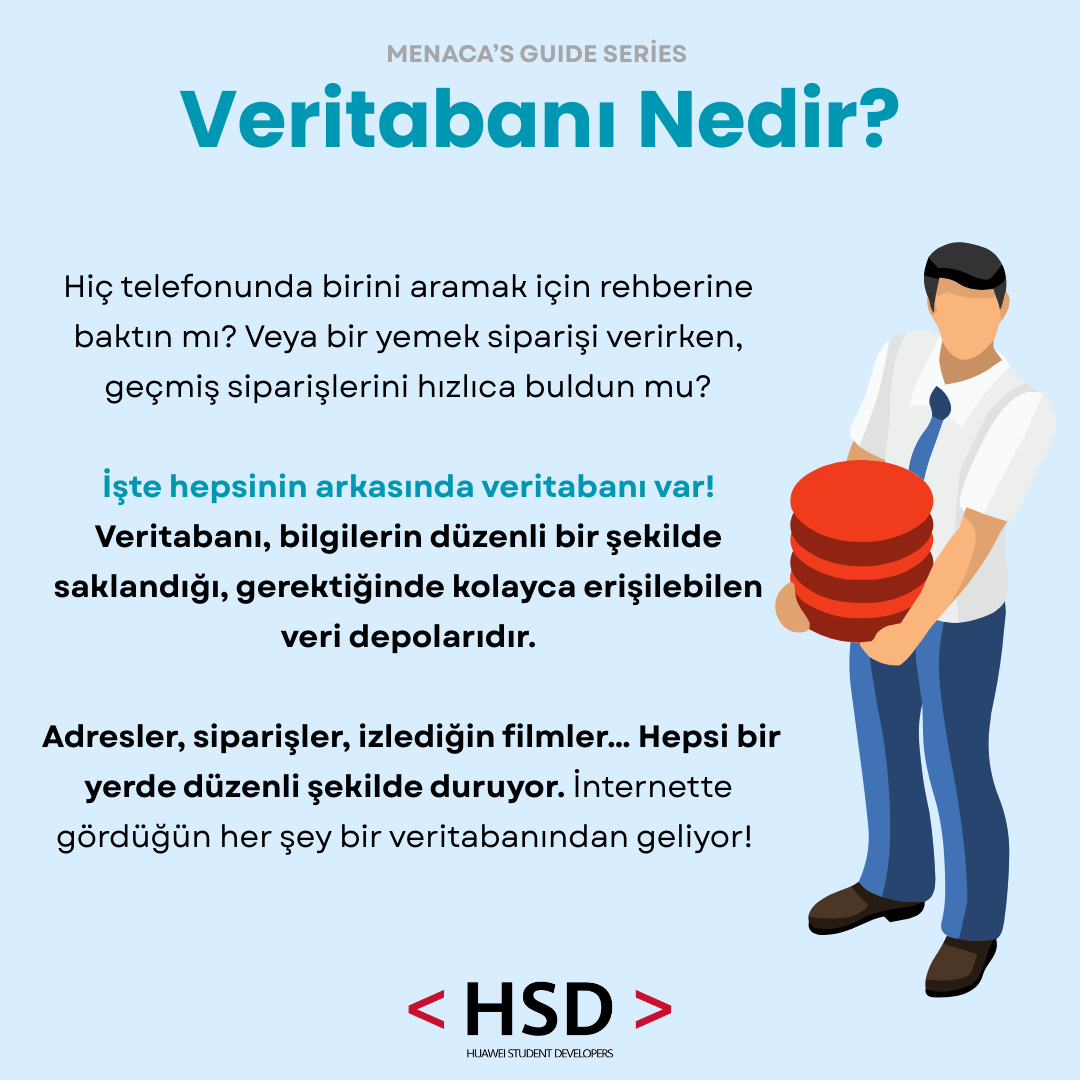 MENACA’S GUIDE SERİES
Veritabanı Nedir?
Hiç telefonunda birini aramak için rehberine
baktın mı? Veya bir yemek siparişi verirken,
geçmiş siparişlerini hızlıca buldun mu?
İşte hepsinin arkasında veritabanı var!
Veritabanı, bilgilerin düzenli bir şekilde
saklandığı, gerektiğinde kolayca erişilebilen
veri depolarıdır.
Adresler, siparişler, izlediğin filmler... Hepsi bir
yerde düzenli şekilde duruyor. İnternette
gördüğün her şey bir veritabanından geliyor!
< HSD >
HUAWEI STUDENT DEVELOPERS